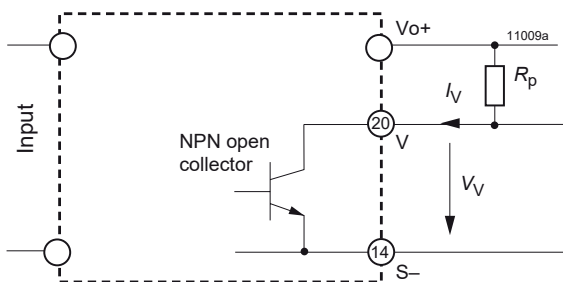 Vo+
11009a
Rp
Input
IV
20
V
NPN open
collector
VV
14
S–